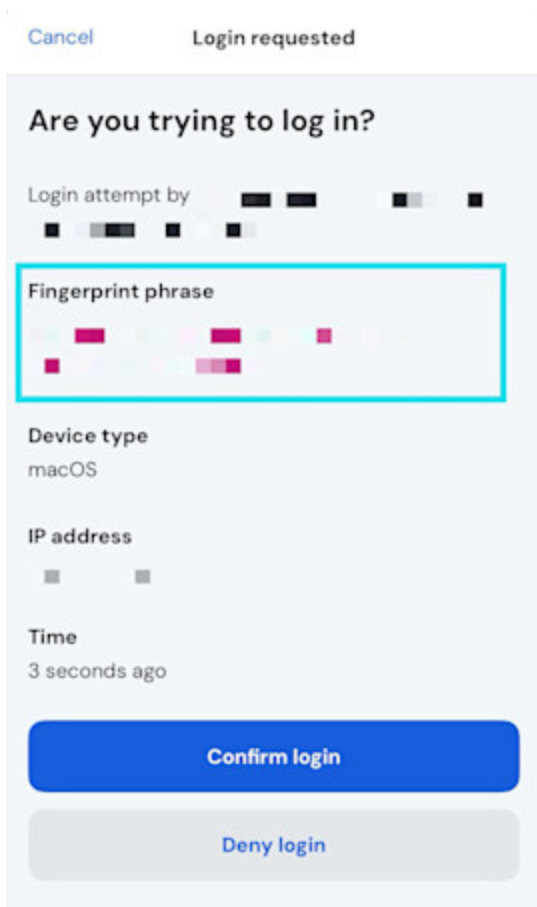 Cancel Login requested
Are you trying to log in?
Login attempt by
Fingerprint phrase
Device type
macOS
IP address
Time
3 seconds ago
Confirm login
Deny login